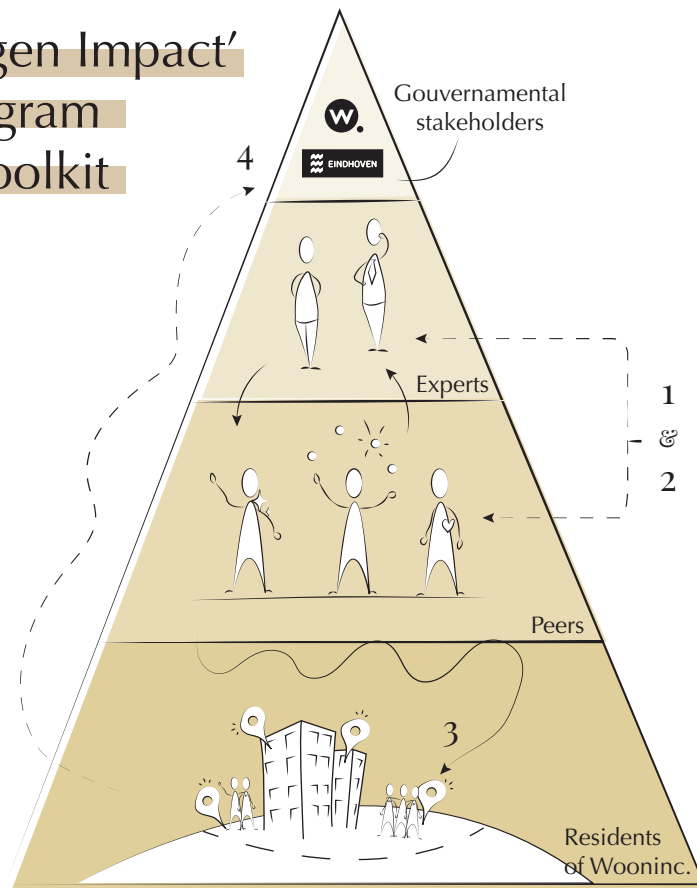 gen Impact'
gram
oolkit
Gouvernamental
stakeholders
W.
4
EINDHOVEN
Experts
1
&
2
Peers
3
Residents
of Wooninc.